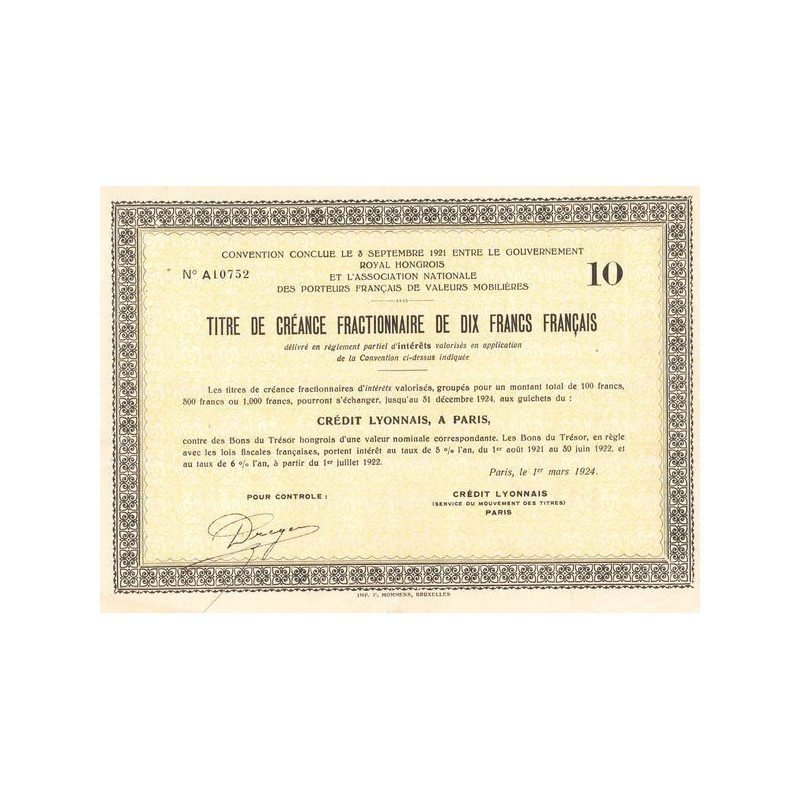 CONVENTION CONCLUE LE 3 SEPTEMBRE 1921 ENTRE LE GOUVERNEMENT
ROYAL HONGROIS
ET L'ASSOCIATION NATIONALE
DES PORTEURS FRANÇAIS DE VALEURS MOBILIÈRES
N° A10752
10
TITRE DE CRÉANCE FRACTIONNAIRE DE DIX FRANCS FRANÇAIS
délivré en règlement partiel d'intérêts valorisés en application
de la Convention ci-dessus indiquée
Les titres de créance fractionnaires d'intérêts valorisés, groupés pour un montant total de 100 francs,
500 francs ou 1,000 francs, pourront s'échanger, jusqu'au 31 décembre 1924, aux guichets du :
CRÉDIT LYONNAIS, A PARIS,
contre des Bons du Trésor hongrois d'une valeur nominale correspondante. Les Bons du Trésor, en règle
avec les lois fiscales françaises, portent intérêt au taux de 5 % l'an, du 1er août 1921 au 30 juin 1922, et
au taux de 6 % l'an, à partir du 1er juillet 1922.
Paris, le 1er mars 1924.
POUR CONTROLE :
CRÉDIT LYONNAIS
(SERVICE DU MOUVEMENT DES TITRES)
PARIS
IMP. C. MOMMENS, BRUXELLES